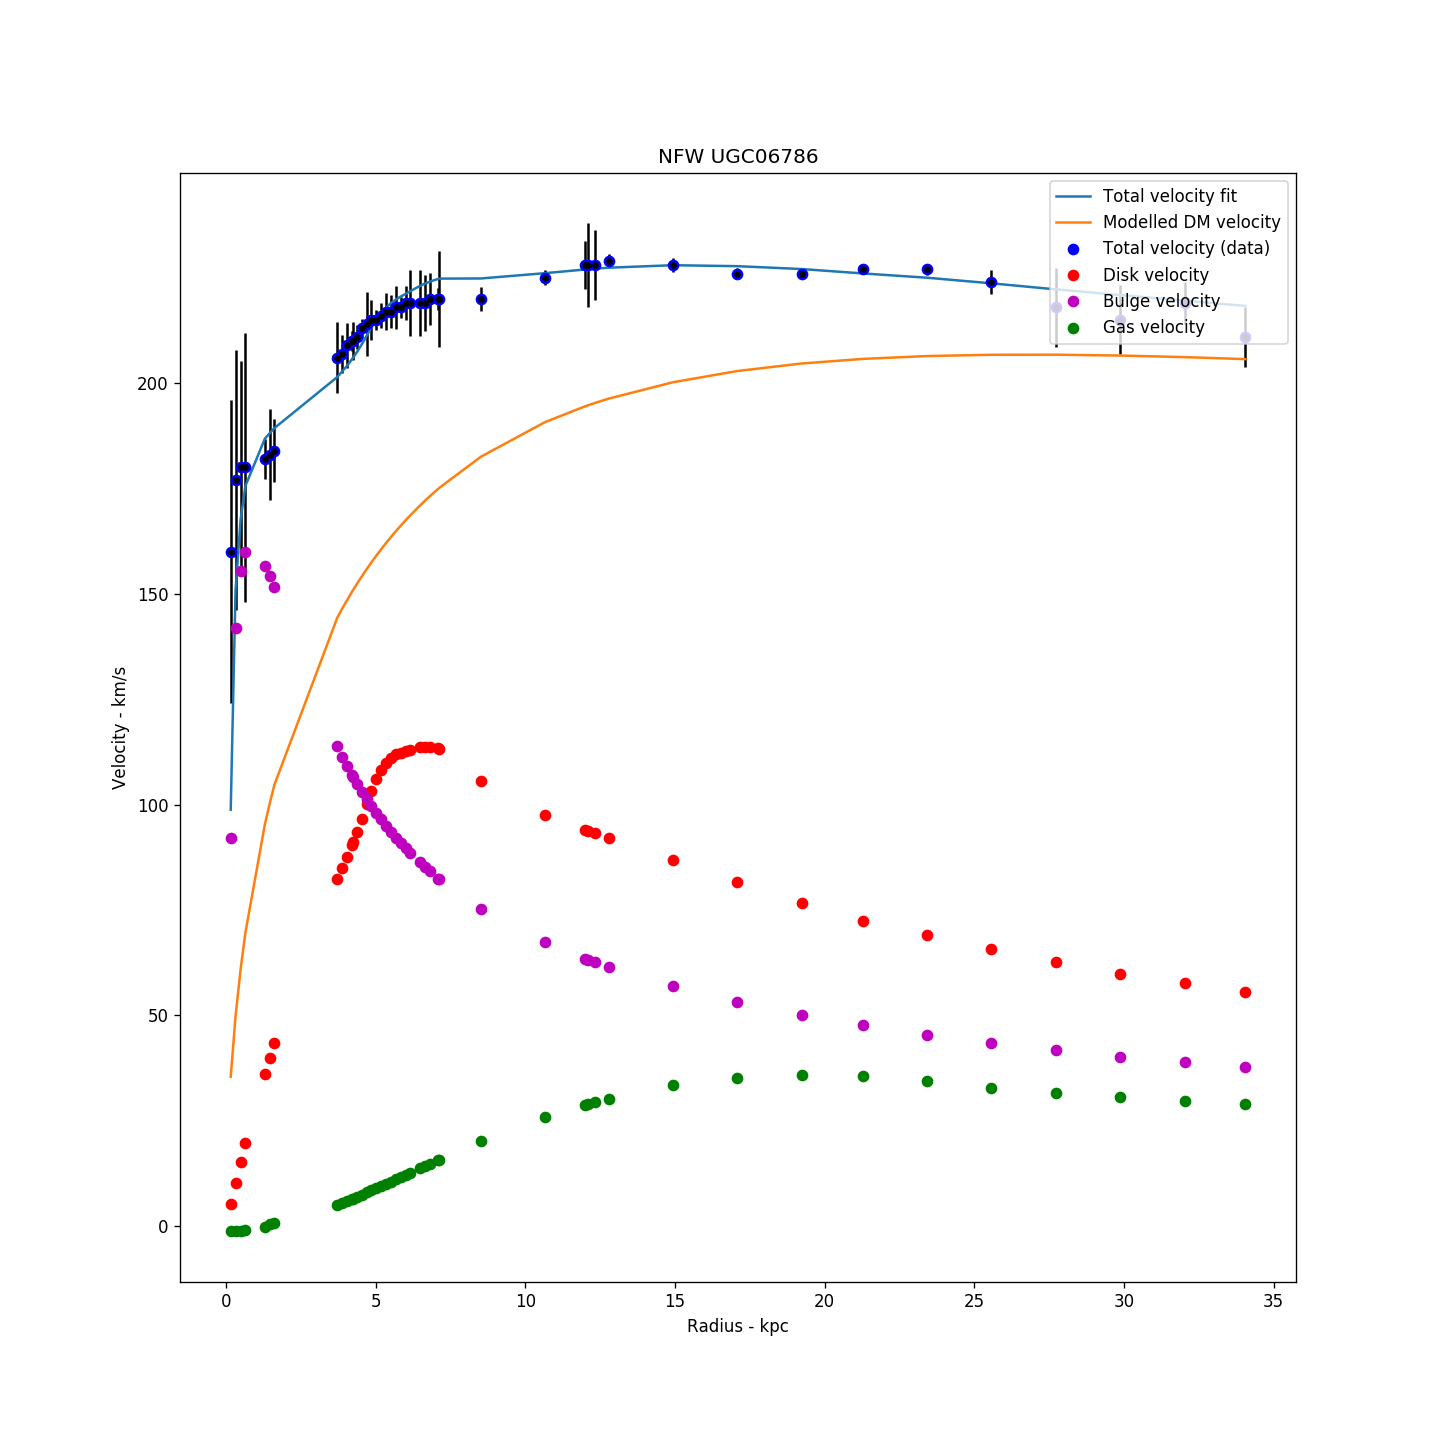 NFW UGC06786
Total velocity fit
Modelled DM velocity
Total velocity (data)
Disk velocity
Bulge velocity
Gas velocity
200
150
100
50
0
Velocity - km/s
0 5 10 15 20 25 30 35
Radius - kpc